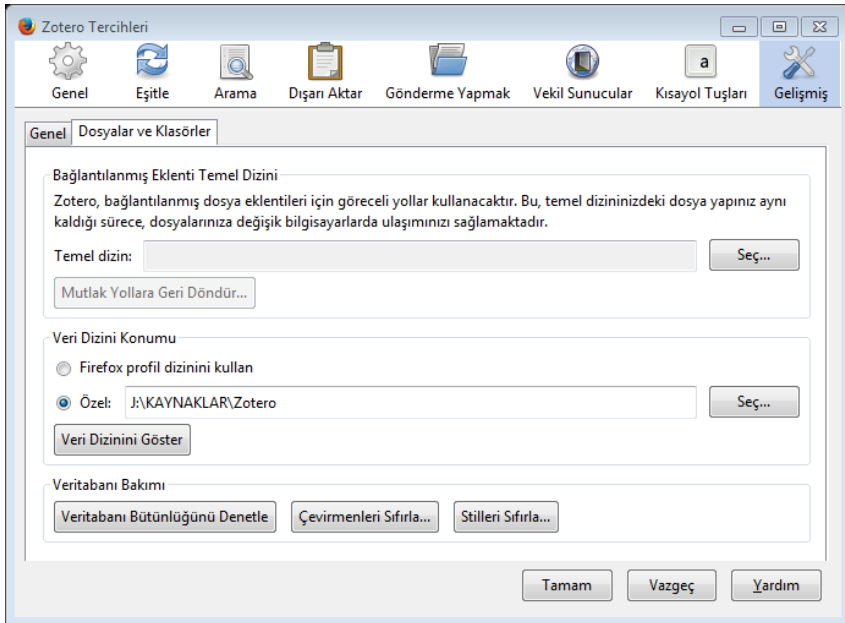 Zotero Tercihleri
Genel
Eşitle
Arama
Dışarı Aktar
Gönderme Yapmak
Vekil Sunucular
a
Kısayol Tuşları
Gelişmiş
Genel
Dosyalar ve Klasörler
Bağlantılanmış Eklenti Temel Dizini
Zotero, bağlantılanmış dosya eklentileri için göreceli yollar kullanacaktır. Bu, temel dizininizdeki dosya yapınız aynı
kaldığı sürece, dosyalarınıza değişik bilgisayarlarda ulaşımınızı sağlamaktadır.
Temel dizin:
Seç...
Mutlak Yollara Geri Döndür...
Veri Dizini Konumu
Firefox profil dizinini kullan
Özel:
J:\KAYNAKLAR\Zotero
Seç...
Veri Dizinini Göster
Veritabanı Bakımı
Veritabanı Bütünlüğünü Denetle
Çevirmenleri Sıfırla...
Stilleri Sıfırla...
Tamam
Vazgeç
Yardım